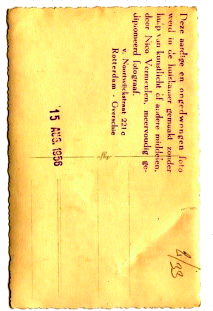 Deze aardige en ongedwongen foto
werd in de huiskamer gemaakt zonder
hulp van kunstlicht of andere middelen,
door Nico Vermeulen, meervoudig ge-
diplomeerd fotograaf.
v. Noortwijckstraat 221c
Rotterdam - Overschie
15 AUG. 1956